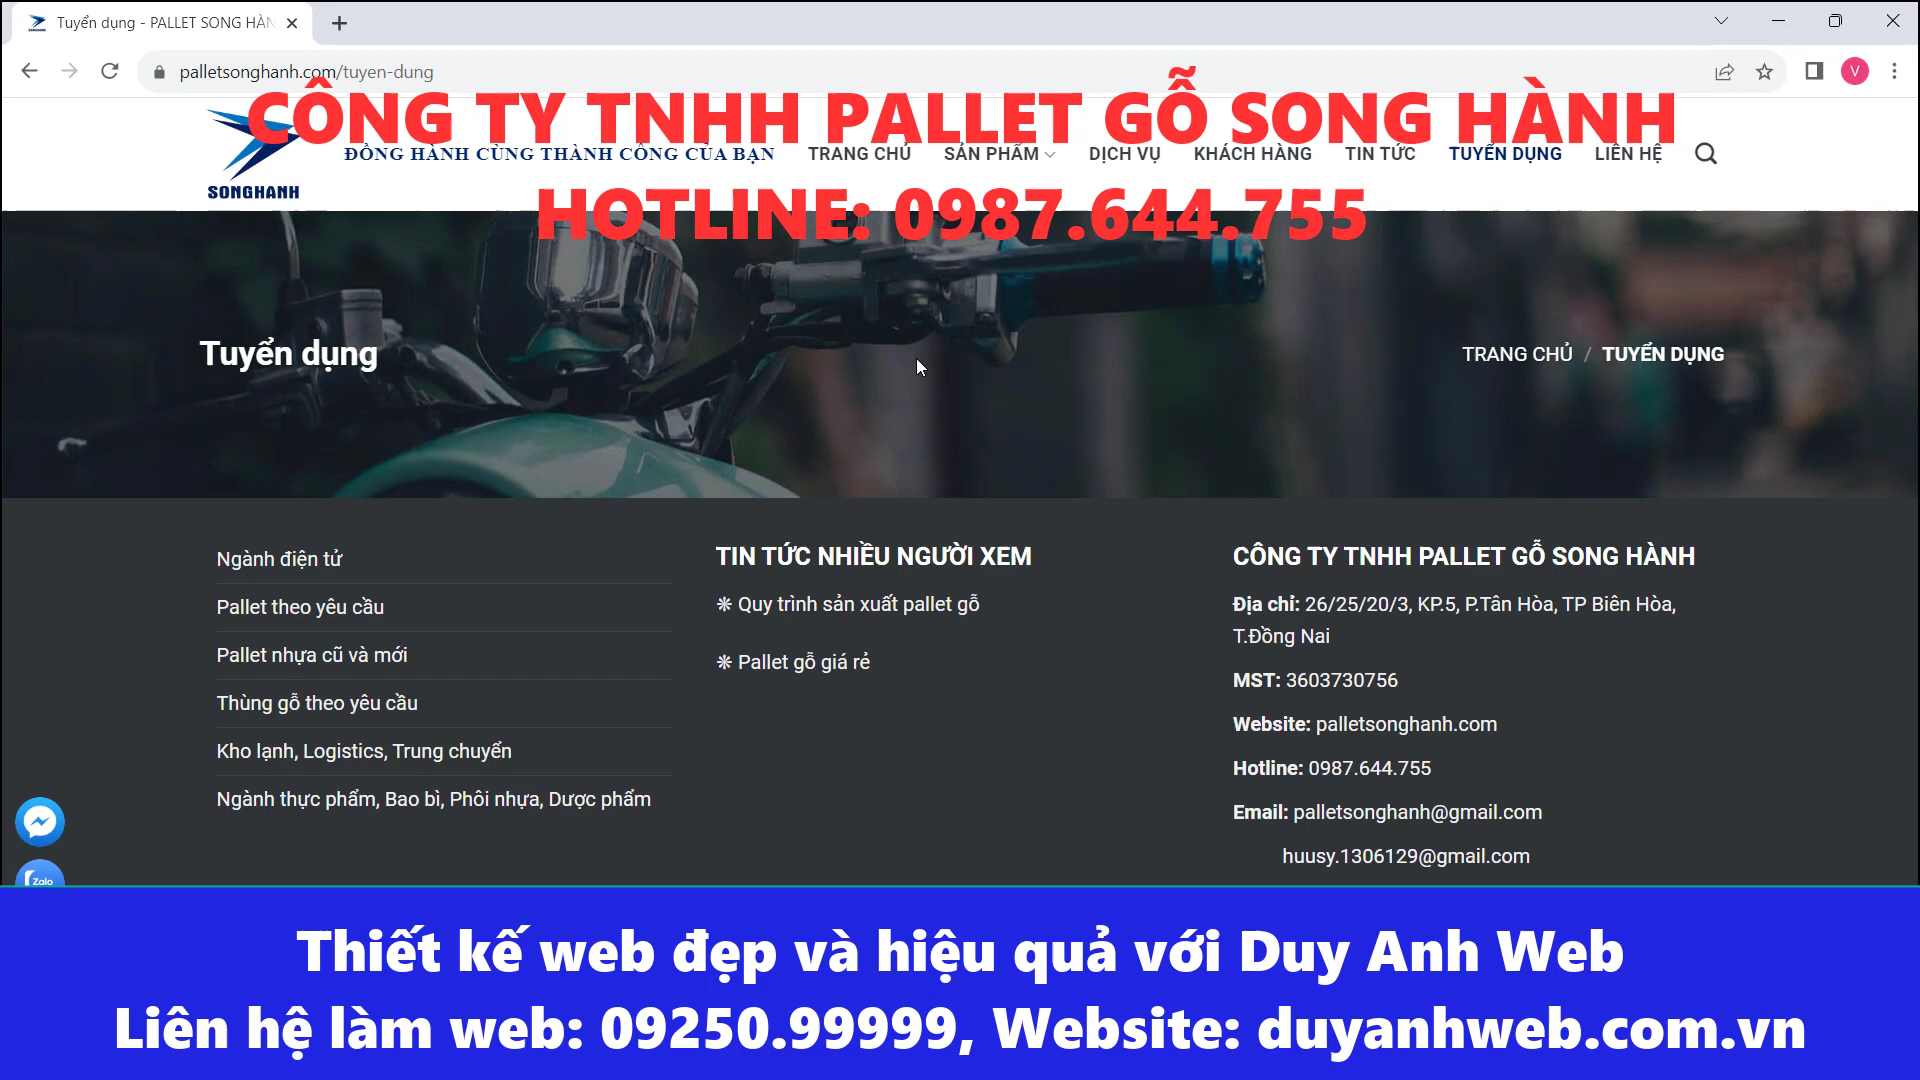 Tuyển dụng - PALLET SONG HÀN
palletsonghanh.com/tuyen-dung
V
CÔNG TY TNHH PALLET GỖ SONG HÀNH
SONGHANH
ĐỒNG HÀNH CÙNG THÀNH CÔNG CỦA BẠN
TRANG CHỦ
SẢN PHẨM
DỊCH VỤ
KHÁCH HÀNG
TIN TỨC
TUYỂN DỤNG
LIÊN HỆ
HOTLINE: 0987.644.755
Tuyển dụng
TRANG CHỦ / TUYỂN DỤNG
Ngành điện tử
Pallet theo yêu cầu
Pallet nhựa cũ và mới
Thùng gỗ theo yêu cầu
Kho lạnh, Logistics, Trung chuyển
Ngành thực phẩm, Bao bì, Phôi nhựa, Dược phẩm
TIN TỨC NHIỀU NGƯỜI XEM
❊ Quy trình sản xuất pallet gỗ
❊ Pallet gỗ giá rẻ
CÔNG TY TNHH PALLET GỖ SONG HÀNH
Địa chỉ: 26/25/20/3, KP.5, P.Tân Hòa, TP Biên Hòa,
T.Đồng Nai
MST: 3603730756
Website: palletsonghanh.com
Hotline: 0987.644.755
Email: palletsonghanh@gmail.com
huusy.1306129@gmail.com
Zalo
Thiết kế web đẹp và hiệu quả với Duy Anh Web
Liên hệ làm web: 09250.99999, Website: duyanhweb.com.vn